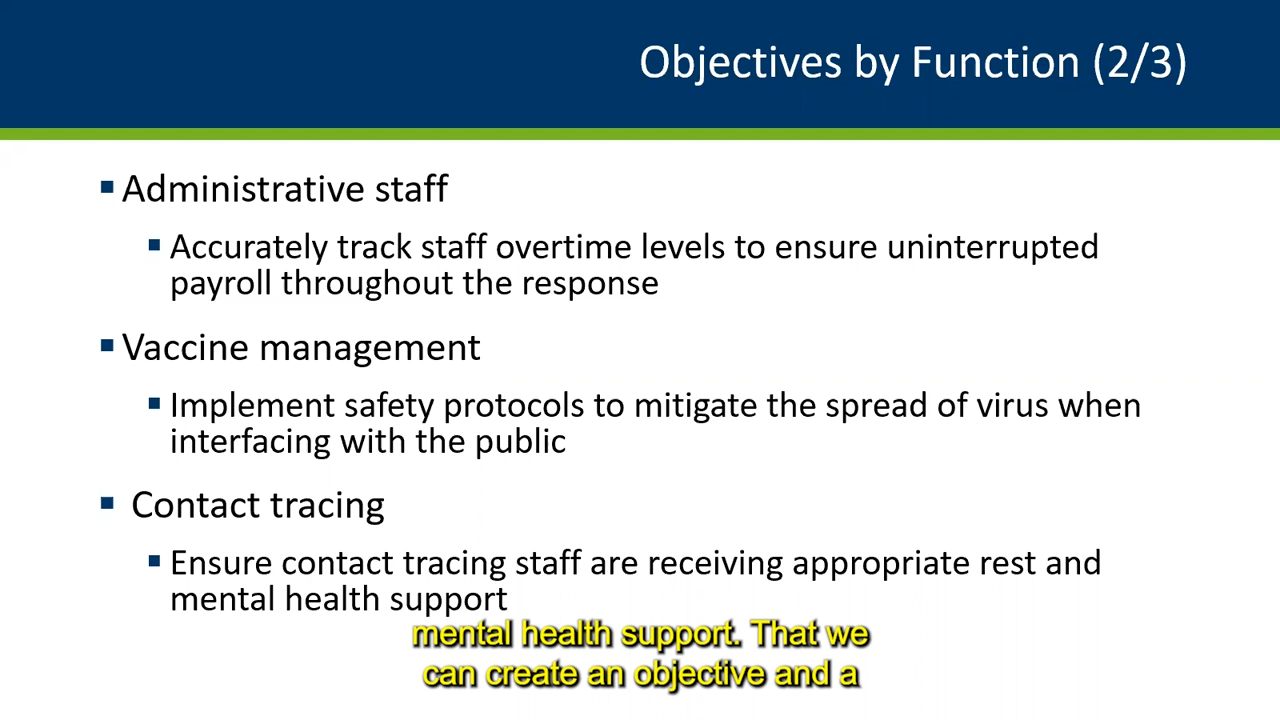 Objectives by Function (2/3)
Administrative staff
Accurately track staff overtime levels to ensure uninterrupted
payroll throughout the response
Vaccine management
Implement safety protocols to mitigate the spread of virus when
interfacing with the public
Contact tracing
Ensure contact tracing staff are receiving appropriate rest and
mental health support
mental health support. That we
can create an objective and a